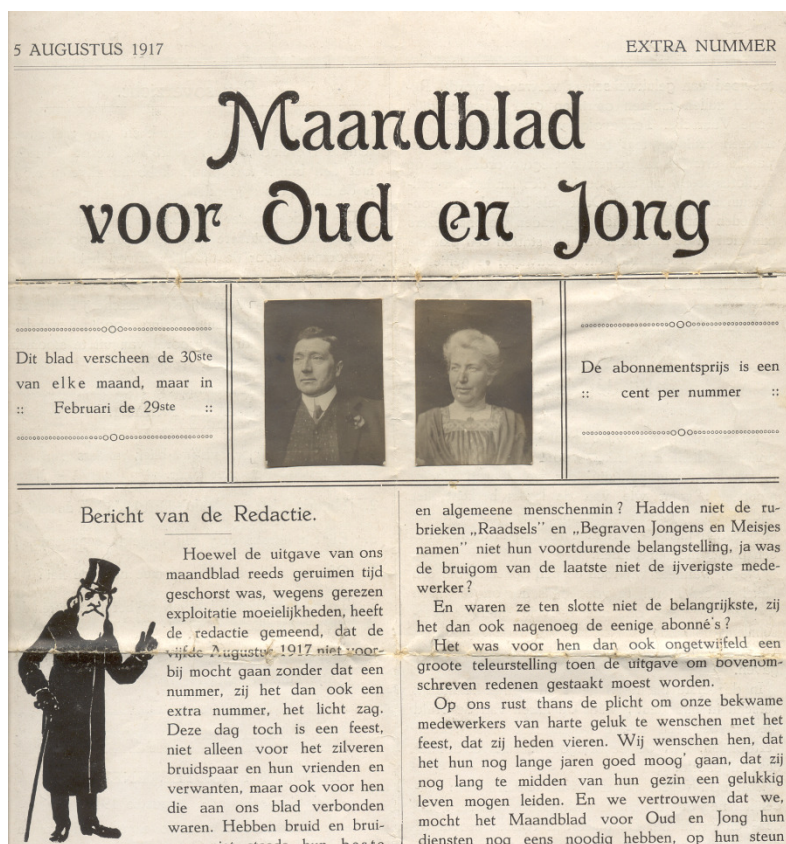 5 AUGUSTUS 1917
EXTRA NUMMER
Maandblad
voor Oud en Jong
Dit blad verscheen de 30ste
van elke maand, maar in
:: Februari de 29ste ::
De abonnementsprijs is een
:: cent per nummer ::
Bericht van de Redactie.
Hoewel de uitgave van ons
maandblad reeds geruimen tijd
geschorst was, wegens gerezen
exploitatie moeielijkheden, heeft
de redactie gemeend, dat de
vijfde Augustus 1917 niet voor-
bij mocht gaan zonder dat een
nummer, zij het dan ook een
extra nummer, het licht zag.
Deze dag toch is een feest,
niet alleen voor het zilveren
bruidspaar en hun vrienden en
verwanten, maar ook voor hen
die aan ons blad verbonden
waren. Hebben bruid en brui-
en algemeene menschenmin? Hadden niet de ru-
brieken „Raadsels” en „Begraven Jongens en Meisjes
namen” niet hun voortdurende belangstelling, ja was
de bruigom van de laatste niet de ijverigste mede-
werker?
En waren ze ten slotte niet de belangrijkste, zij
het dan ook nagenoeg de eenige abonné's?
Het was voor hen dan ook ongetwijfeld een
groote teleurstelling toen de uitgave om bovenom-
schreven redenen gestaakt moest worden.
Op ons rust thans de plicht om onze bekwame
medewerkers van harte geluk te wenschen met het
feest, dat zij heden vieren. Wij wenschen hen, dat
het hun nog lange jaren goed moog' gaan, dat zij
nog lang te midden van hun gezin een gelukkig
leven mogen leiden. En we vertrouwen dat we,
mocht het Maandblad voor Oud en Jong hun
diensten nog eens noodig hebben, op hun steun